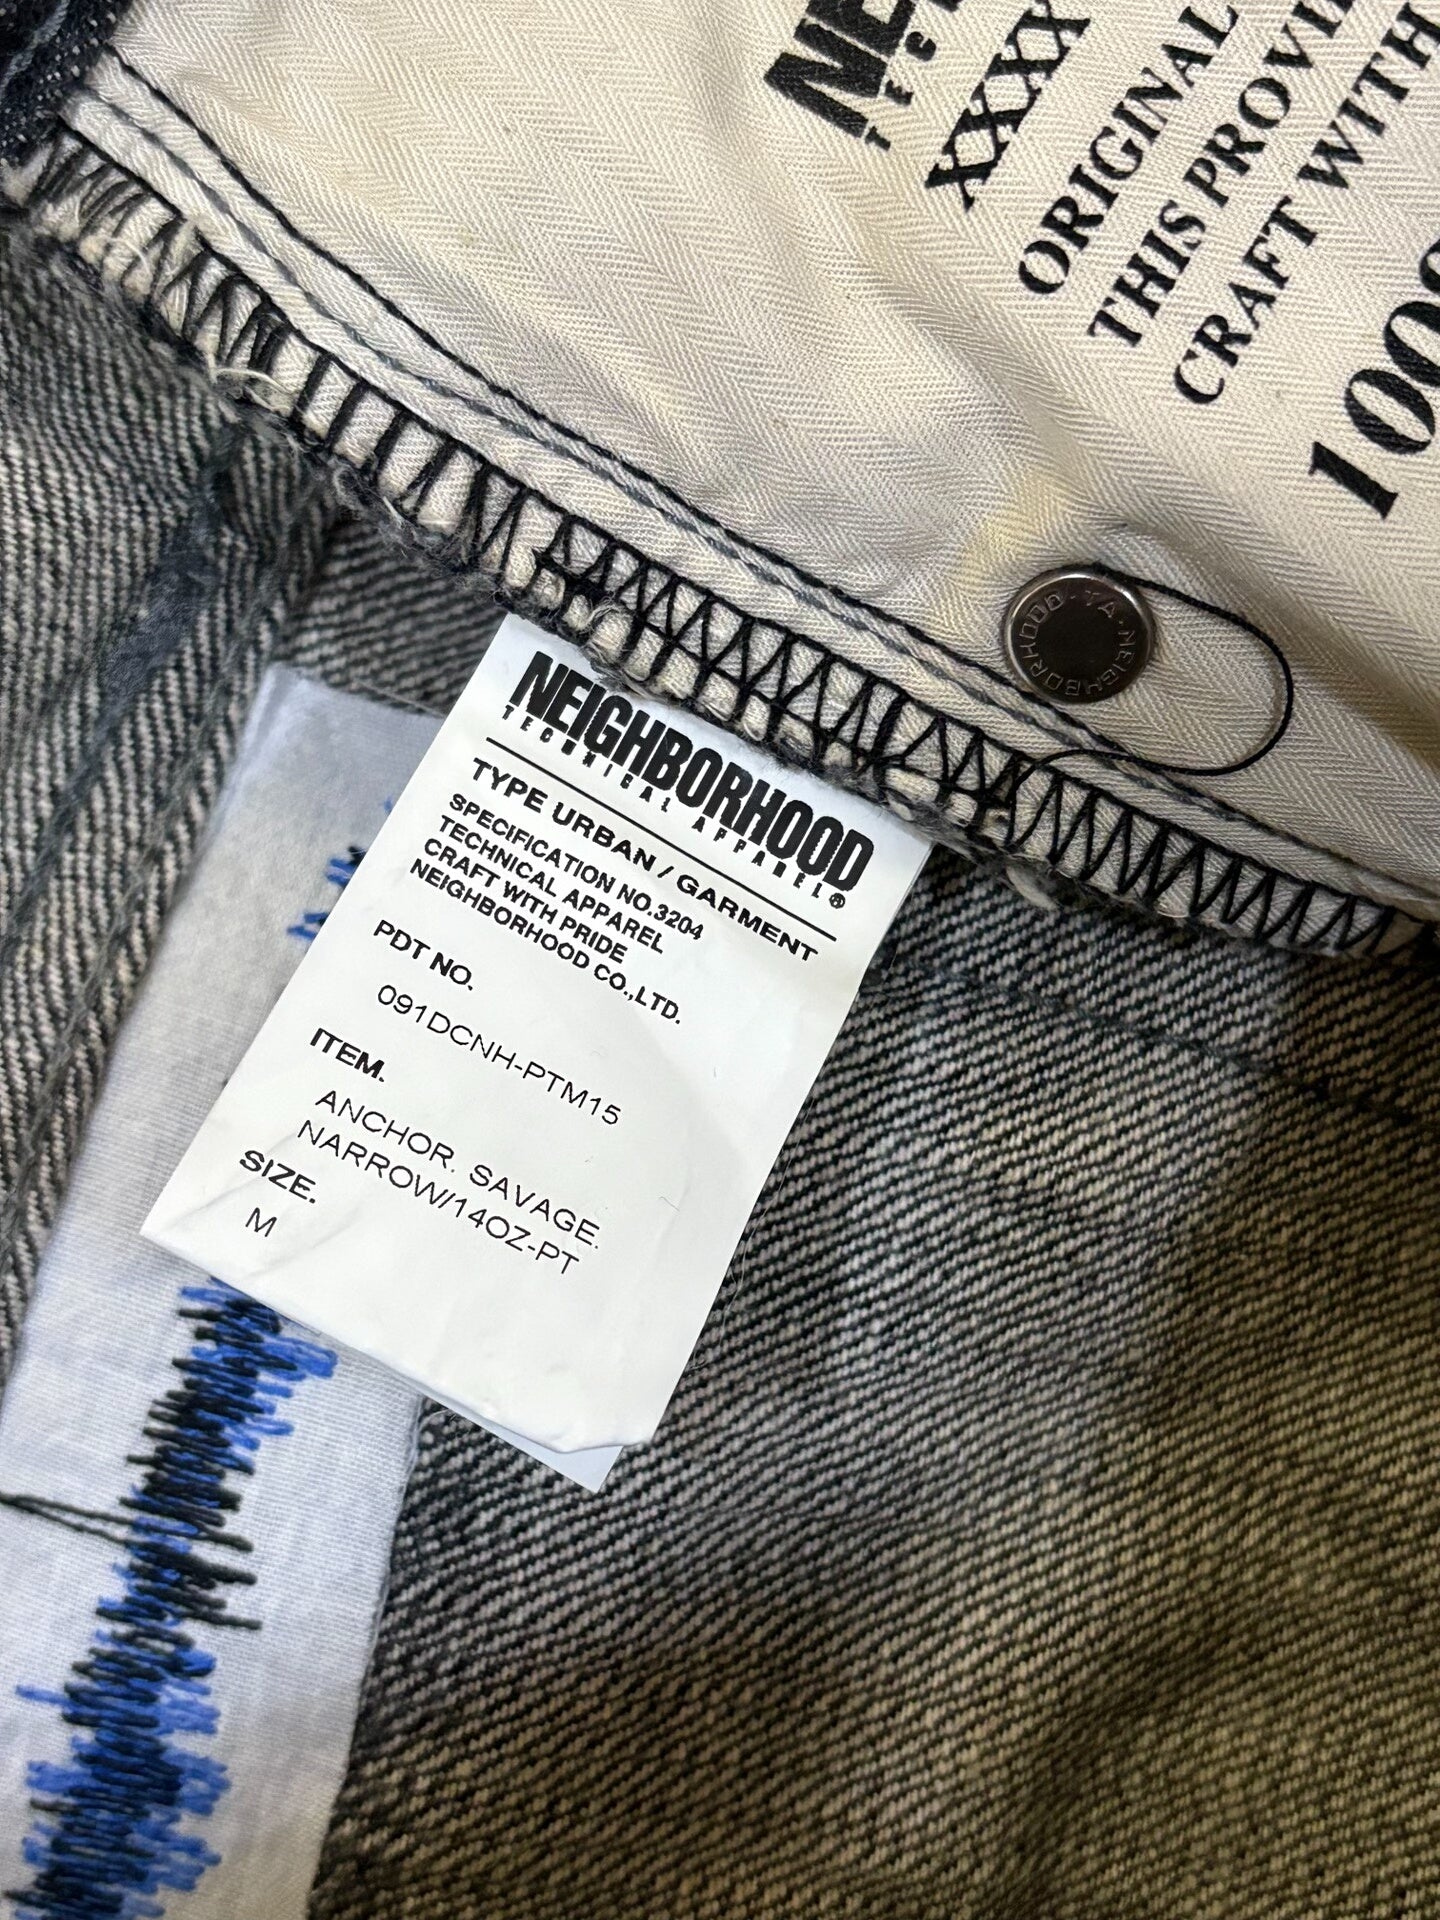 XXXX
ORIGINAL
THIS
CRAFT WITH
NEIGHBORHOOD
NEIGHBORHOOD
TECHNICAL APPAREL®
TYPE URBAN / GARMENT
SPECIFICATION NO.3204
TECHNICAL APPAREL
CRAFT WITH PRIDE
NEIGHBORHOOD CO.,LTD.
PDT NO.
091DCNH-PTM15
ITEM.
ANCHOR. SAVAGE.
NARROW/14OZ-PT
SIZE.
M